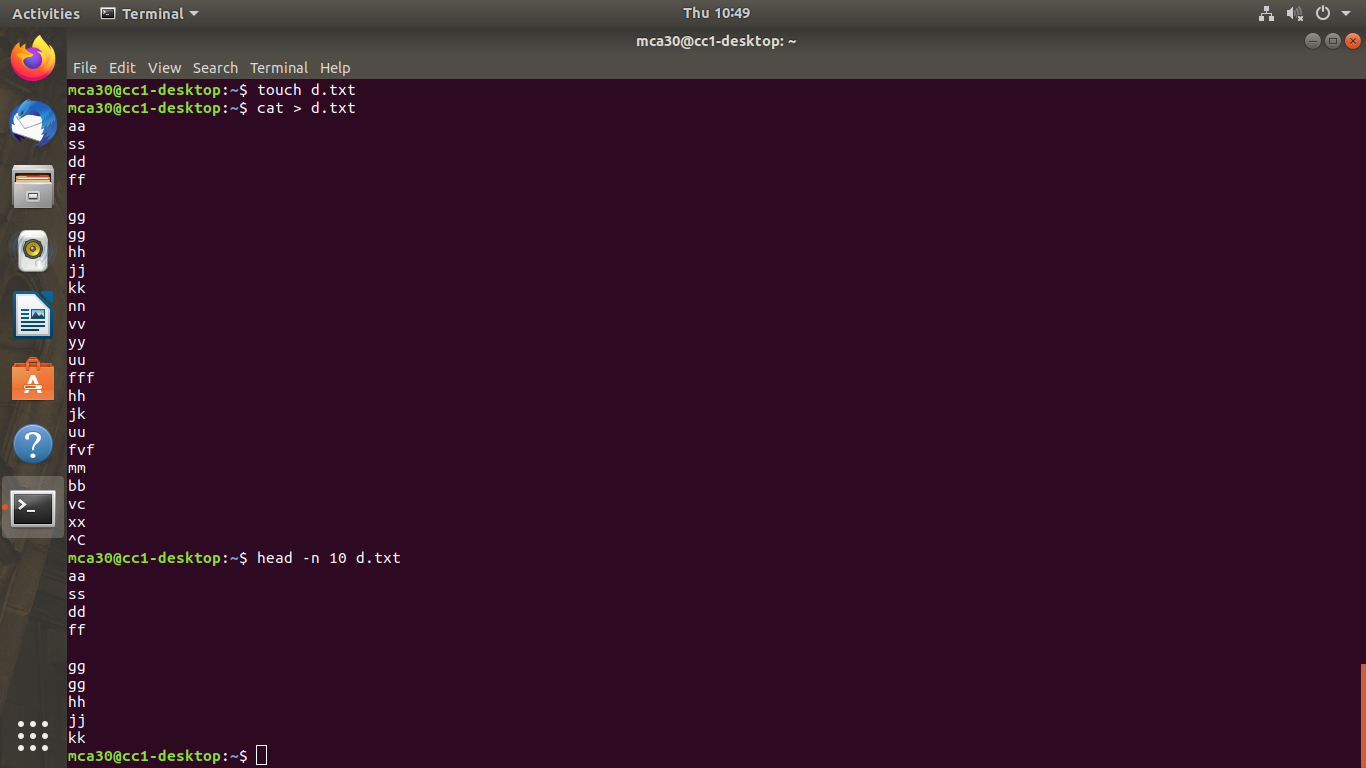 Activities Terminal Thu 10:49
mca30@cc1-desktop: ~
File Edit View Search Terminal Help
mca30@cc1-desktop:~$ touch d.txt
mca30@cc1-desktop:~$ cat > d.txt
aa
ss
dd
ff
gg
gg
hh
jj
kk
nn
vv
yy
uu
fff
hh
jk
uu
fvf
mm
bb
vc
xx
^C
mca30@cc1-desktop:~$ head -n 10 d.txt
aa
ss
dd
ff
gg
gg
hh
jj
kk
mca30@cc1-desktop:~$